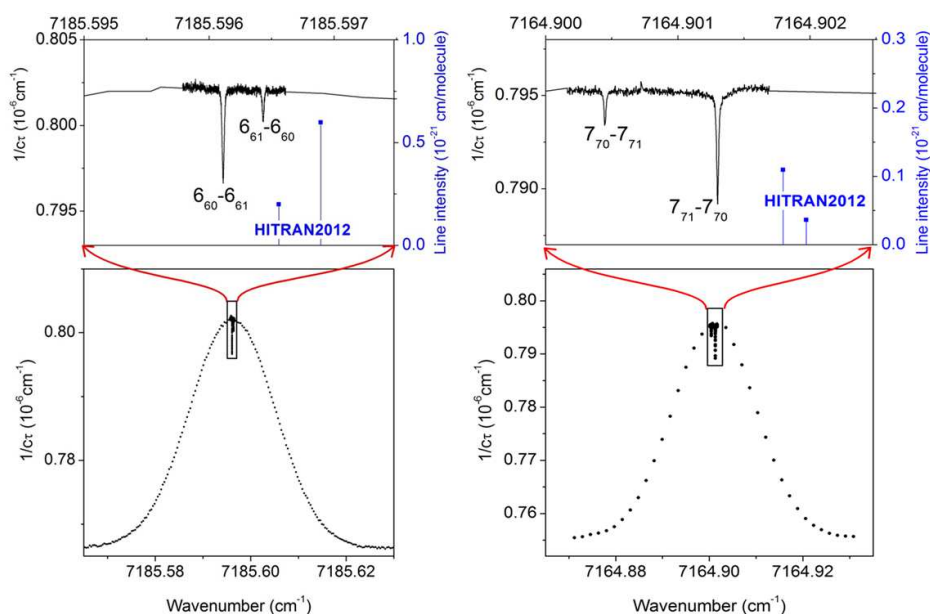 7185.595 7185.596 7185.597
0.805
0.800
0.795
1/cτ (10⁻⁶cm⁻¹)
6₆₁-6₆₀
6₆₀-6₆₁
HITRAN2012
1.0
0.5
0.0
Line intensity (10⁻²¹ cm/molecule)
7164.900 7164.901 7164.902
0.795
0.790
1/cτ (10⁻⁶cm⁻¹)
7₇₀-7₇₁
7₇₁-7₇₀
HITRAN2012
0.3
0.2
0.1
0.0
Line intensity (10⁻²¹ cm/molecule)
0.80
0.78
1/cτ (10⁻⁶cm⁻¹)
7185.58 7185.60 7185.62
Wavenumber (cm⁻¹)
0.80
0.79
0.78
0.77
0.76
1/cτ (10⁻⁶cm⁻¹)
7164.88 7164.90 7164.92
Wavenumber (cm⁻¹)